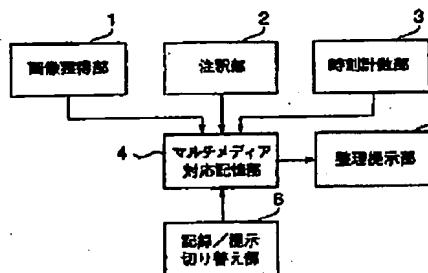 1
2
3
画像獲得部
注釈部
時刻計数部
4
マルチメディア
対応記憶部
整理提示部
6
記録／提示
切り替え部